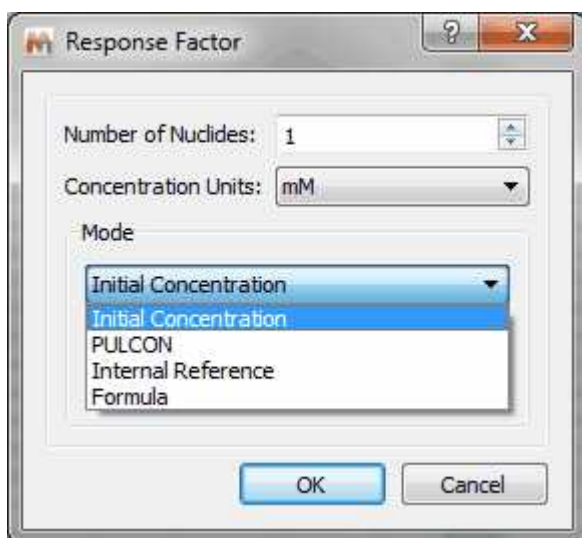 Response Factor
Number of Nuclides: 1
Concentration Units: mM
Mode
Initial Concentration
Initial Concentration
PULCON
Internal Reference
Formula
OK Cancel